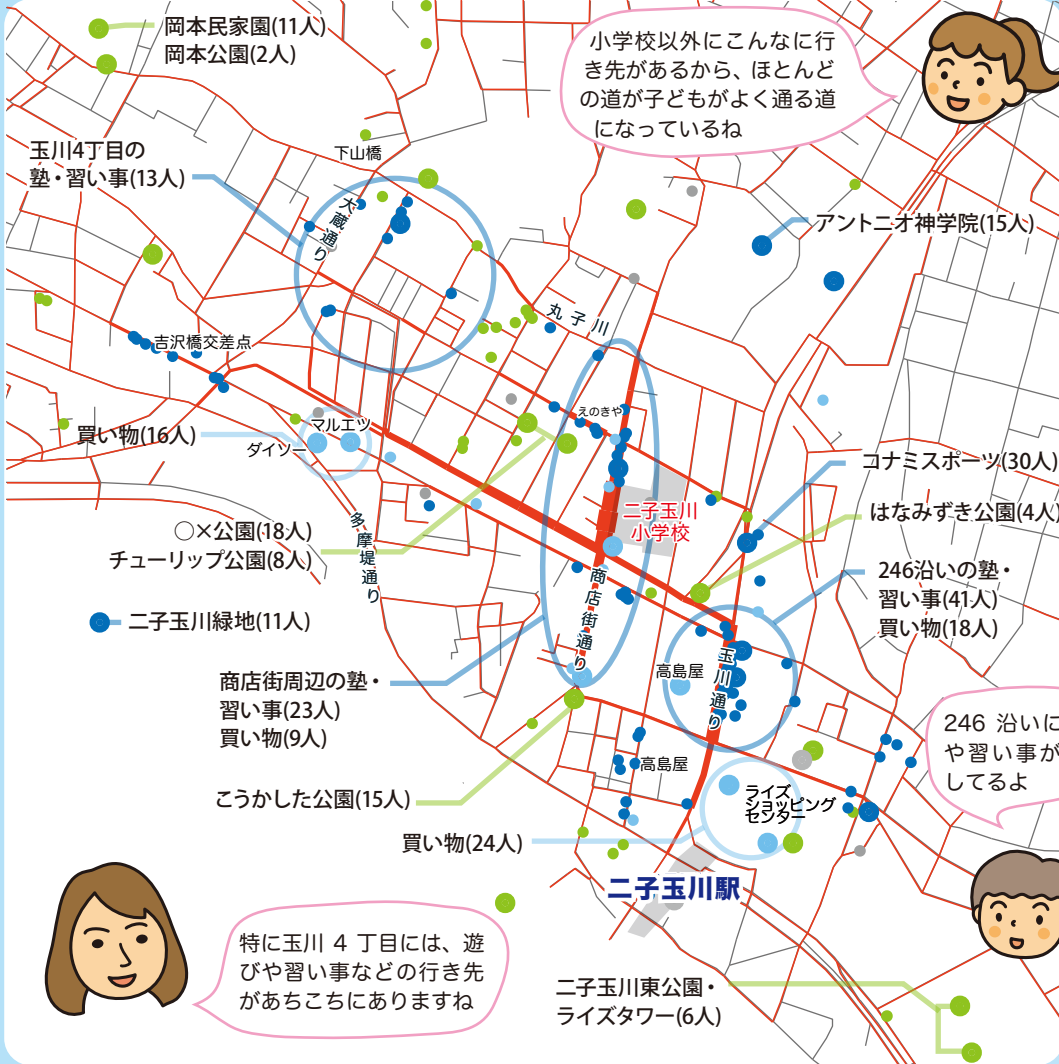 岡本民家園(11人)
岡本公園(2人)
小学校以外にこんなに行
き先があるから、ほとんど
の道が子どもがよく通る道
になっているね
玉川4丁目の
塾・習い事(13人)
下山橋
大蔵通り
アントニオ神学院(15人)
丸子川
吉沢橋交差点
えのきや
マルエツ
ダイソー
買い物(16人)
コナミスポーツ(30人)
二子玉川
小学校
はなみずき公園(4人)
○×公園(18人)
チューリップ公園(8人)
多摩堤通り
商店街通り
246沿いの塾・
習い事(41人)
買い物(18人)
二子玉川緑地(11人)
高島屋
玉川通り
商店街周辺の塾・
習い事(23人)
買い物(9人)
246 沿いに
や習い事が
してるよ
高島屋
こうかした公園(15人)
ライズ
ショッピング
センター
買い物(24人)
二子玉川駅
特に玉川 4 丁目には、遊
びや習い事などの行き先
があちこちにありますね
二子玉川東公園・
ライズタワー(6人)